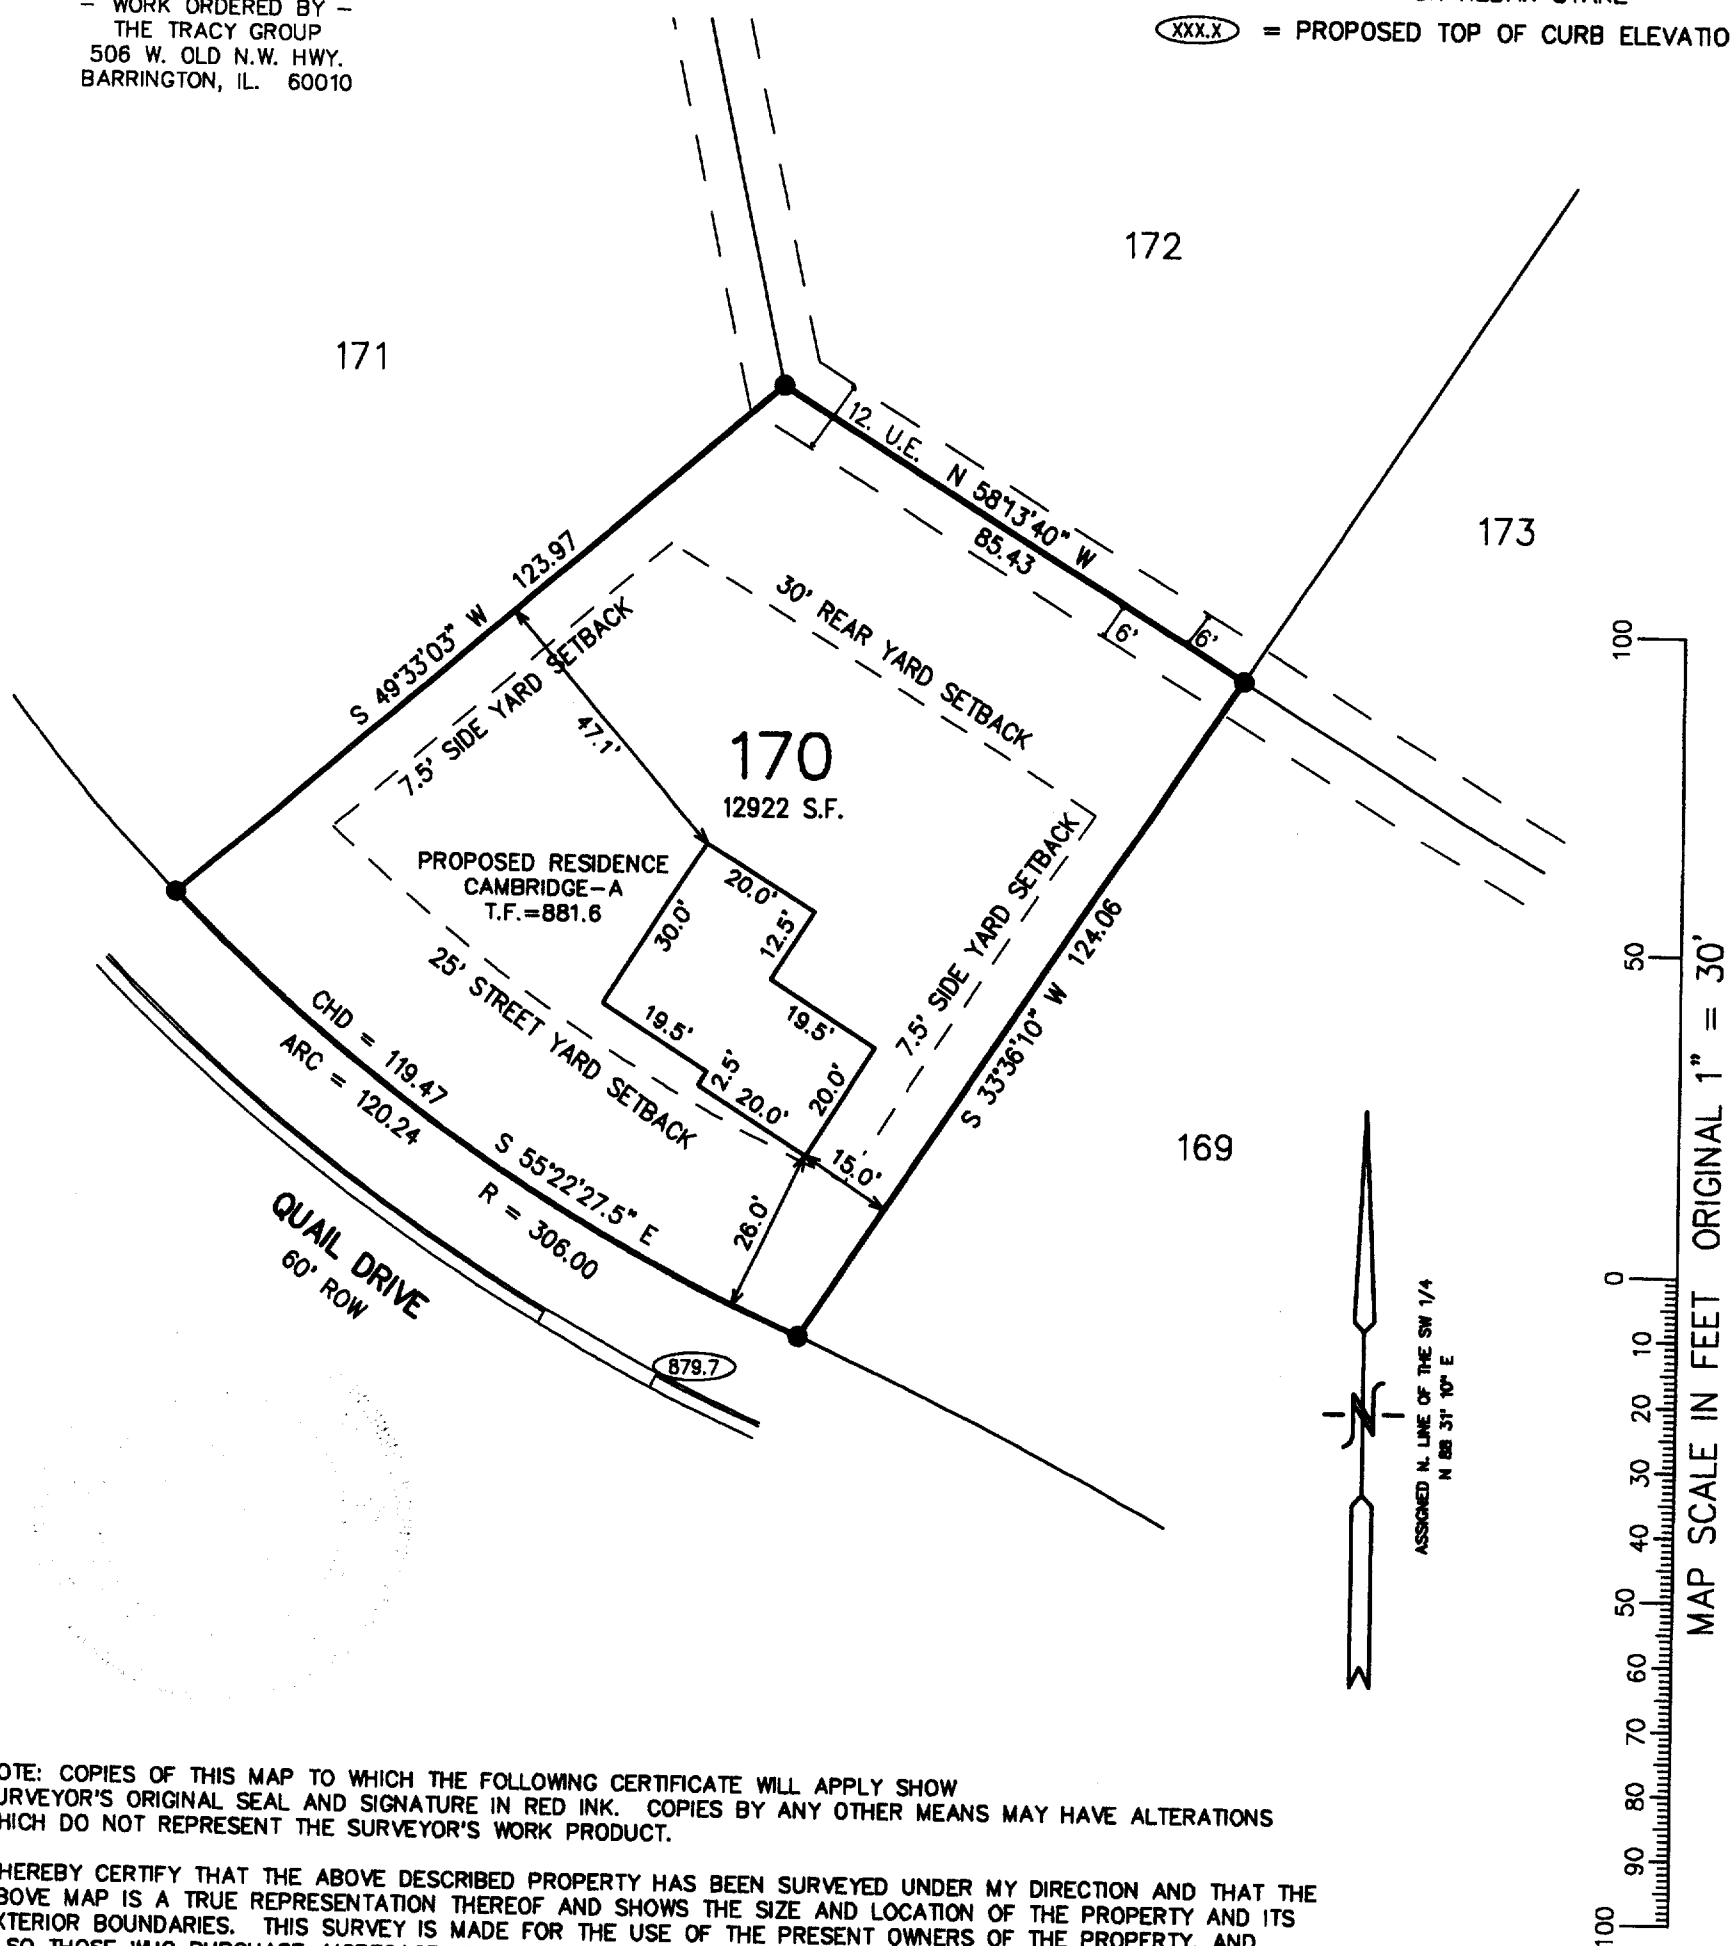 - WORK ORDERED BY -
THE TRACY GROUP
506 W. OLD N.W. HWY.
BARRINGTON, IL. 60010
XXX.X = PROPOSED TOP OF CURB ELEVATIO
172
171
173
12. U.E.
N 58°13'40" W
85.43
6'
6'
S 49°33'03" W 123.97
7.5' SIDE YARD SETBACK
30' REAR YARD SETBACK
47.1'
170
12922 S.F.
PROPOSED RESIDENCE
CAMBRIDGE-A
T.F.=881.6
20.0'
30.0'
12.5'
19.5'
19.5'
2.5'
20.0'
20.0'
7.5' SIDE YARD SETBACK
S 33°36'10" W 124.06
25' STREET YARD SETBACK
15.0'
26.0'
169
CHD = 119.47
ARC = 120.24
S 55°22'27.5" E
R = 306.00
QUAIL DRIVE
60' ROW
879.7
N
ASSIGNED N. LINE OF THE SW 1/4
N 88 31' 10" E
100
50
0
10
20
30
40
50
60
70
80
90
100
MAP SCALE IN FEET ORIGINAL 1" = 30'
OTE: COPIES OF THIS MAP TO WHICH THE FOLLOWING CERTIFICATE WILL APPLY SHOW
URVEYOR'S ORIGINAL SEAL AND SIGNATURE IN RED INK. COPIES BY ANY OTHER MEANS MAY HAVE ALTERATIONS
HICH DO NOT REPRESENT THE SURVEYOR'S WORK PRODUCT.
HEREBY CERTIFY THAT THE ABOVE DESCRIBED PROPERTY HAS BEEN SURVEYED UNDER MY DIRECTION AND THAT THE
BOVE MAP IS A TRUE REPRESENTATION THEREOF AND SHOWS THE SIZE AND LOCATION OF THE PROPERTY AND ITS
XTERIOR BOUNDARIES. THIS SURVEY IS MADE FOR THE USE OF THE PRESENT OWNERS OF THE PROPERTY, AND